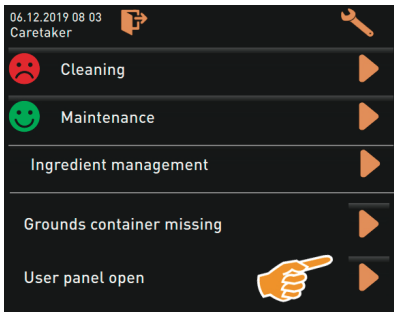 06.12.2019 08 03
Caretaker
Cleaning
Maintenance
Ingredient management
Grounds container missing
User panel open